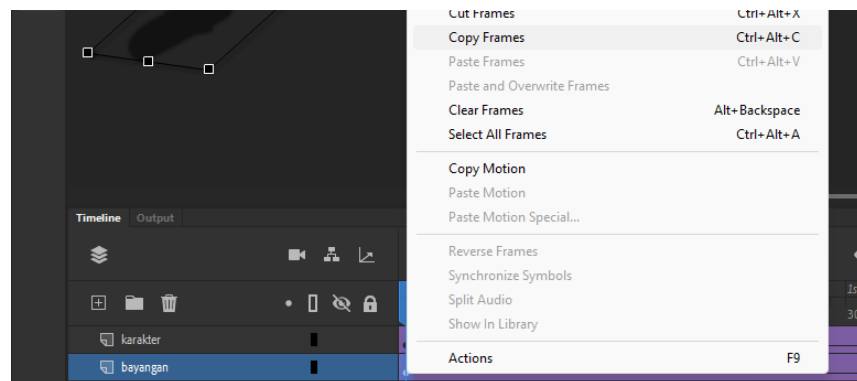 Cut Frames Ctrl+Alt+X
Copy Frames Ctrl+Alt+C
Paste Frames Ctrl+Alt+V
Paste and Overwrite Frames
Clear Frames Alt+Backspace
Select All Frames Ctrl+Alt+A
Copy Motion
Paste Motion
Paste Motion Special...
Reverse Frames
Synchronize Symbols
Split Audio
Show In Library
Actions F9
Timeline Output
1s
30
karakter
bayangan